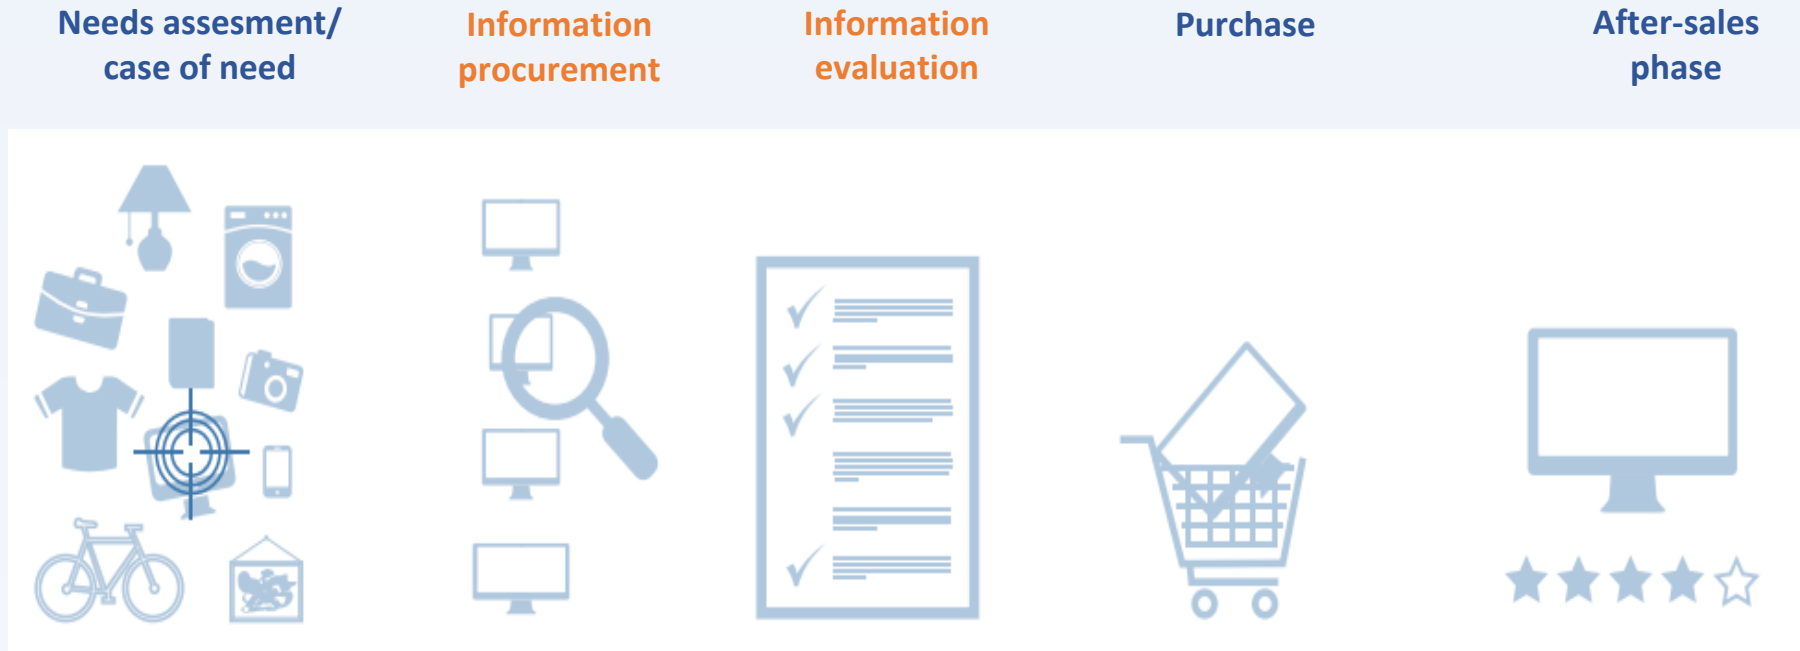 Needs assesment/
case of need
Information
procurement
Information
evaluation
Purchase
After-sales
phase